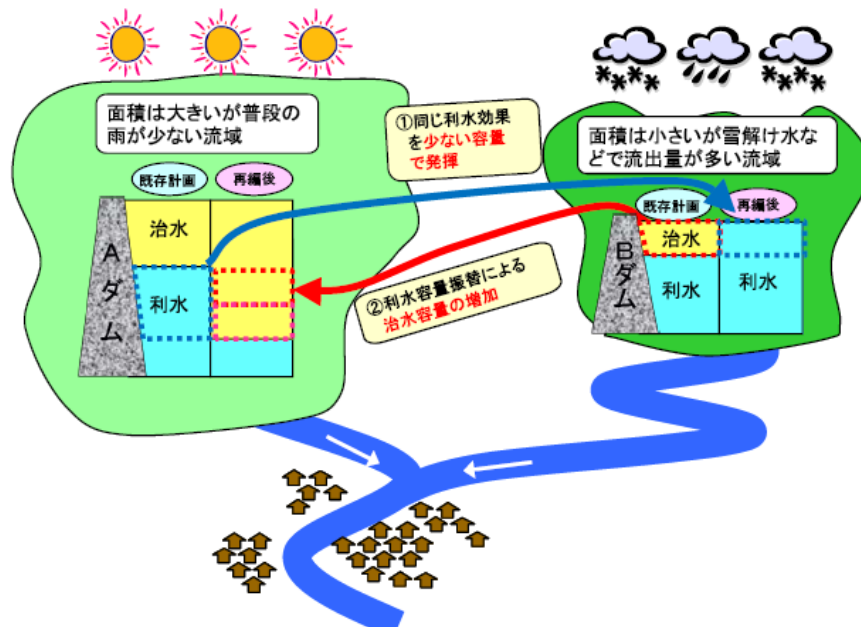 面積は大きいが普段の
雨が少ない流域
既存計画
再編後
治水
利水
Aダム
①同じ利水効果
を少ない容量
で発揮
②利水容量振替による
治水容量の増加
面積は小さいが雪解け水な
どで流出量が多い流域
既存計画
再編後
治水
利水
利水
Bダム